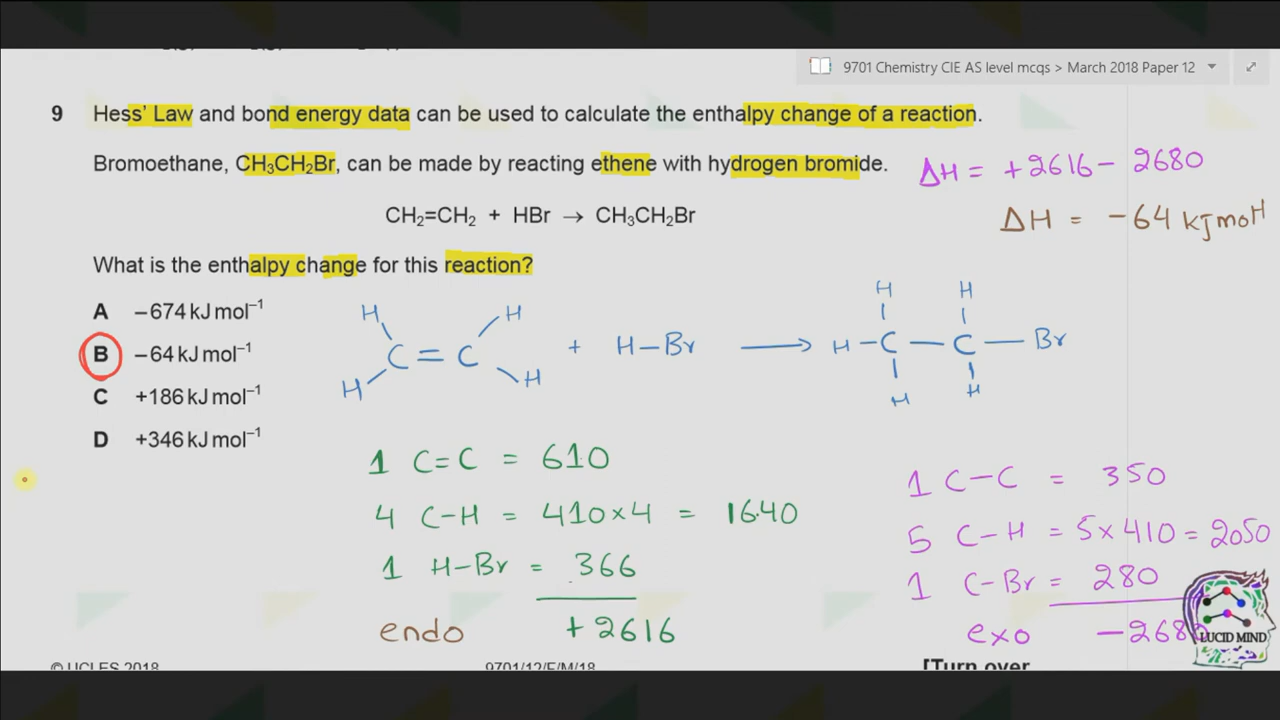 9701 Chemistry CIE AS level mcqs > March 2018 Paper 12
9 Hess' Law and bond energy data can be used to calculate the enthalpy change of a reaction.
Bromoethane, CH₃CH₂Br, can be made by reacting ethene with hydrogen bromide.
ΔH = +2616 - 2680
CH₂=CH₂ + HBr → CH₃CH₂Br
ΔH = -64 kJmol⁻¹
What is the enthalpy change for this reaction?
A −674 kJ mol⁻¹
B −64 kJ mol⁻¹
C +186 kJ mol⁻¹
D +346 kJ mol⁻¹
H H H H
C = C + H-Br → H-C-C-Br
H H H H
1 C=C = 610
4 C-H = 410×4 = 1640
1 H-Br = 366
endo +2616
1 C-C = 350
5 C-H = 5×410 = 2050
1 C-Br = 280
exo -2680
LUCID MIND
© UCLES 2018
9701/12/F/M/18
[Turn over